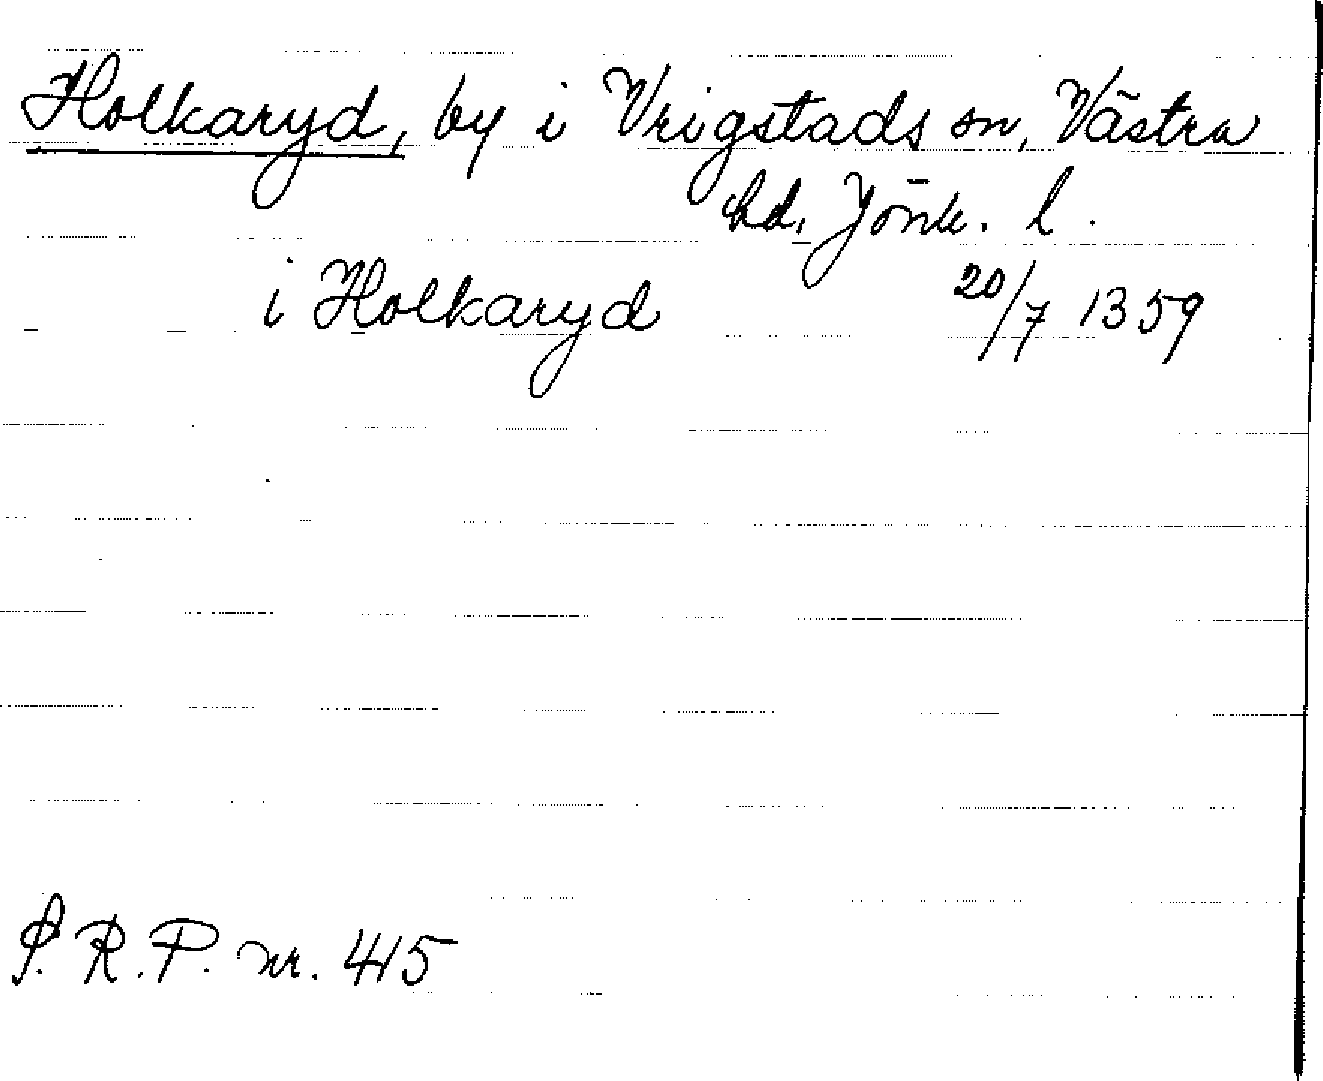 Holkaryd, by i Vrigstads sn, Västra
hd, Jönk. l.
i Holkaryd 20/7 1359
S.R.P. nr. 415